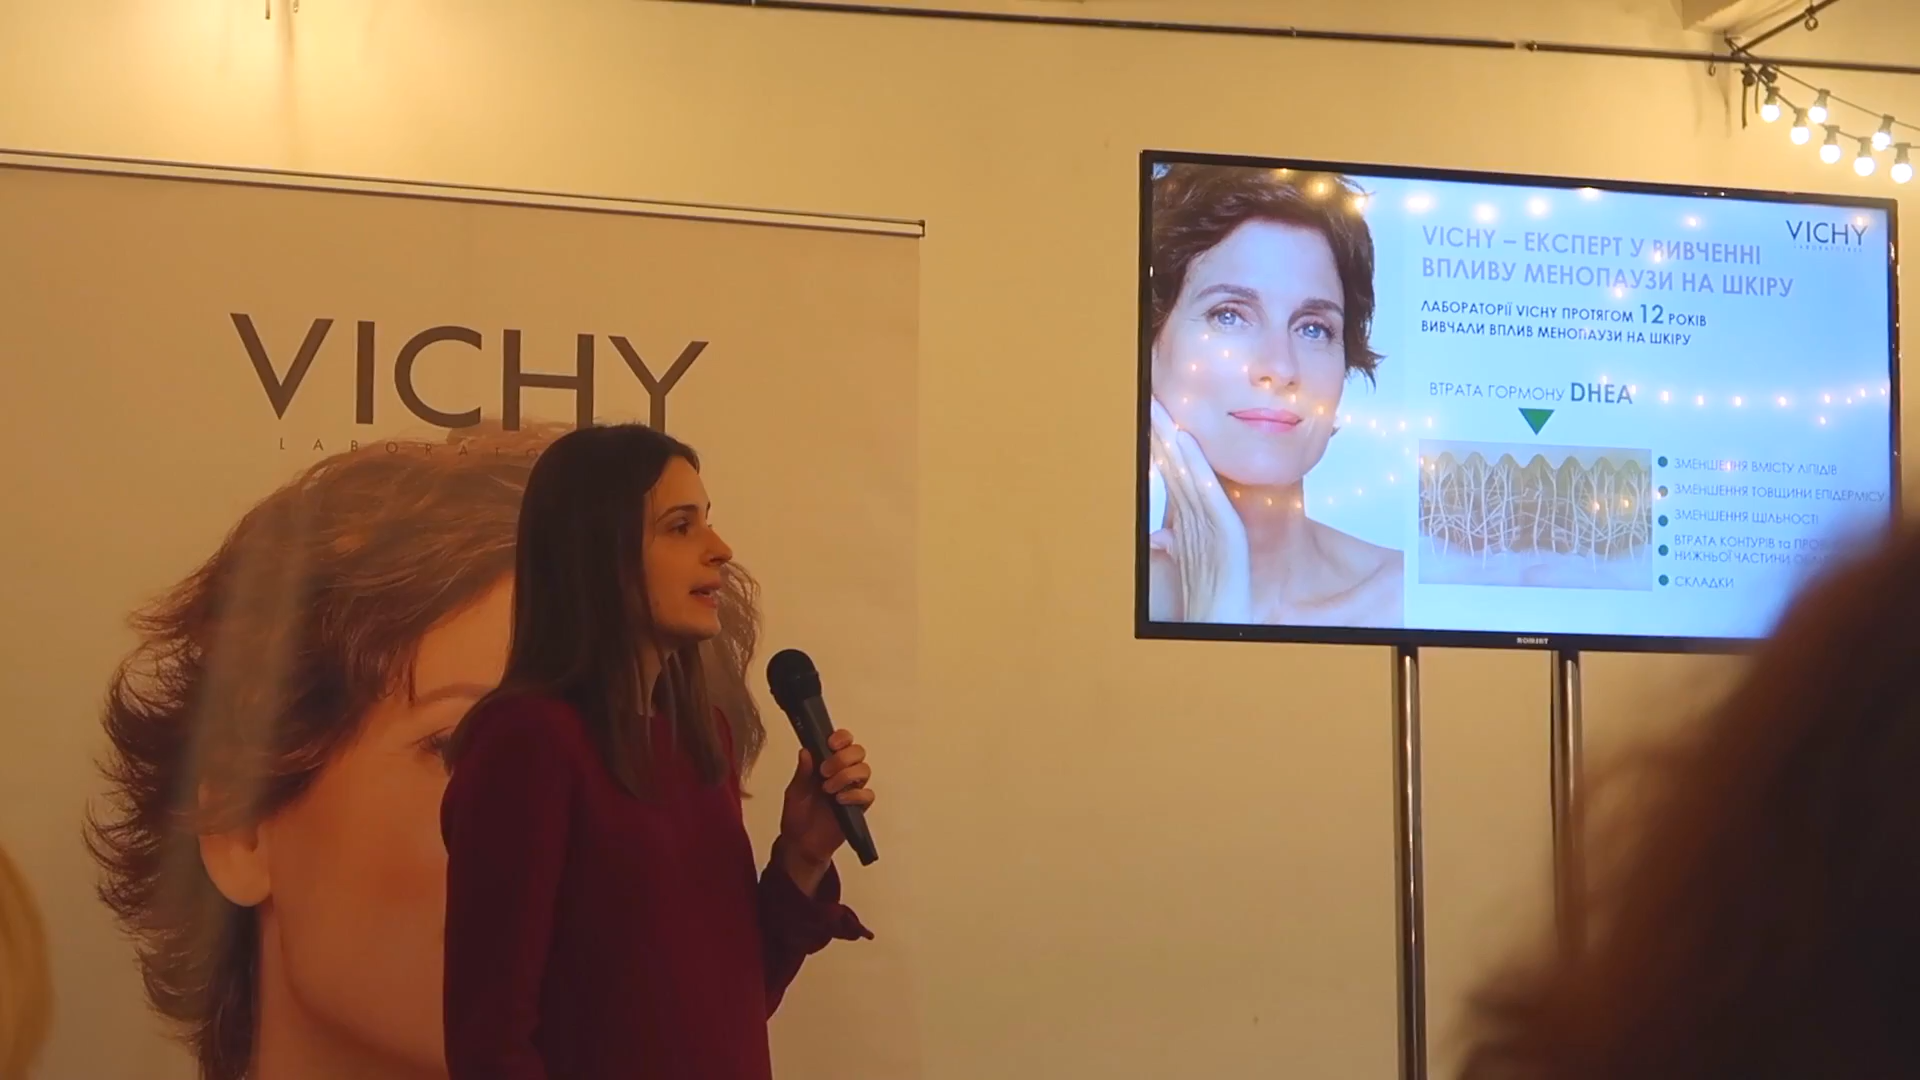 VICHY
VICHY – ЕКСПЕРТ У ВИВЧЕННІ
ВПЛИВУ МЕНОПАУЗИ НА ШКІРУ
VICHY
LABORATOIRES
ЛАБОРАТОРІЇ VICHY ПРОТЯГОМ 12 РОКІВ
ВИВЧАЛИ ВПЛИВ МЕНОПАУЗИ НА ШКІРУ
ВТРАТА ГОРМОНУ DHEA
ЗМЕНШЕННЯ ВМІСТУ ЛІПІДІВ
ЗМЕНШЕННЯ ТОВЩИНИ ЕПІДЕРМІСУ
ЗМЕНШЕННЯ ЩІЛЬНОСТІ
ВТРАТА КОНТУРІВ та
НИЖНЬОЇ ЧАСТИНИ
СКЛАДКИ